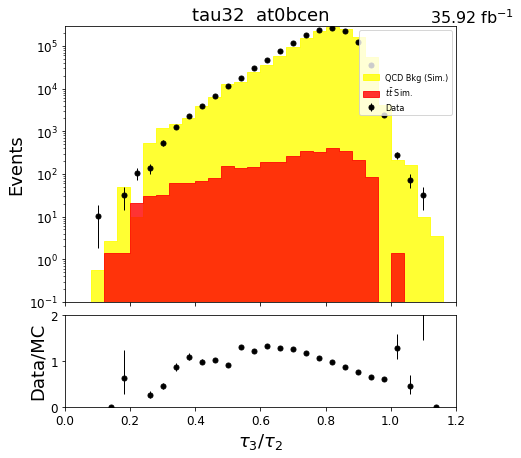 tau32 at0bcen
35.92 fb⁻¹
10⁵
10⁴
10³
10²
10¹
10⁰
10⁻¹
Events
QCD Bkg (Sim.)
tt̄ Sim.
Data
2
1
0
Data/MC
0.0 0.2 0.4 0.6 0.8 1.0 1.2
τ₃/τ₂